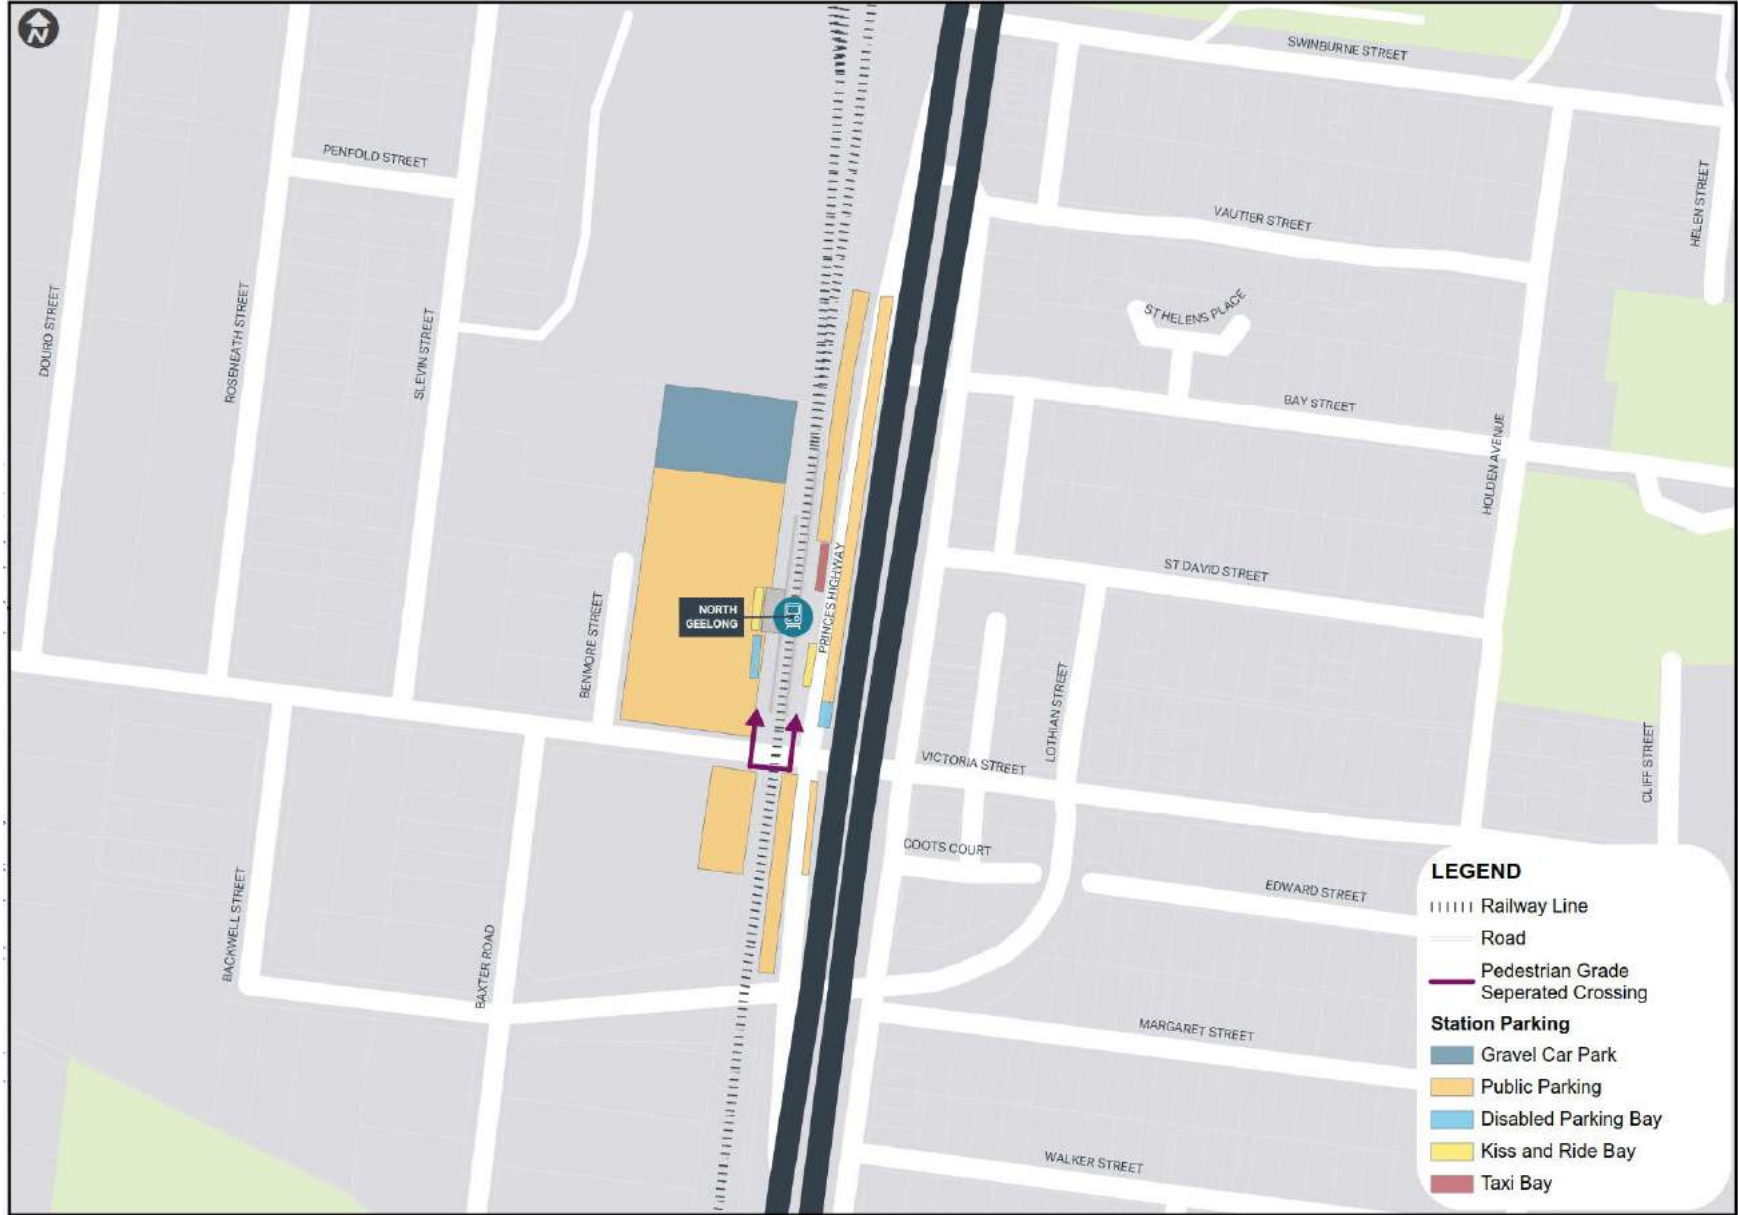 N
SWINBURNE STREET
PENFOLD STREET
HELEN STREET
VAUTIER STREET
DOURO STREET
ROSENEATH STREET
SLEVIN STREET
ST HELENS PLACE
BAY STREET
HOLDEN AVENUE
ST DAVID STREET
PRINCES HIGHWAY
NORTH
GEELONG
BENMORE STREET
LOTHIAN STREET
VICTORIA STREET
CLIFF STREET
COOTS COURT
EDWARD STREET
BACKWELL STREET
BAXTER ROAD
MARGARET STREET
WALKER STREET
LEGEND
Railway Line
Road
Pedestrian Grade
Seperated Crossing
Station Parking
Gravel Car Park
Public Parking
Disabled Parking Bay
Kiss and Ride Bay
Taxi Bay